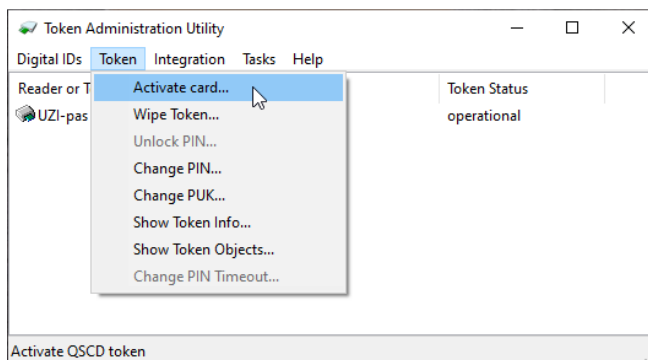 Token Administration Utility
Digital IDs Token Integration Tasks Help
Reader or T
Token Status
UZI-pas
operational
Activate card...
Wipe Token...
Unlock PIN...
Change PIN...
Change PUK...
Show Token Info...
Show Token Objects...
Change PIN Timeout...
Activate QSCD token